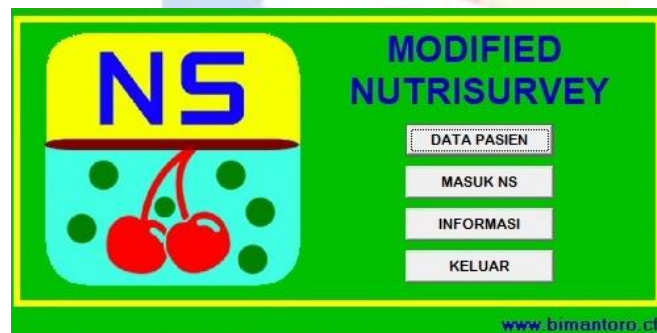 NS
MODIFIED
NUTRISURVEY
DATA PASIEN
MASUK NS
INFORMASI
KELUAR